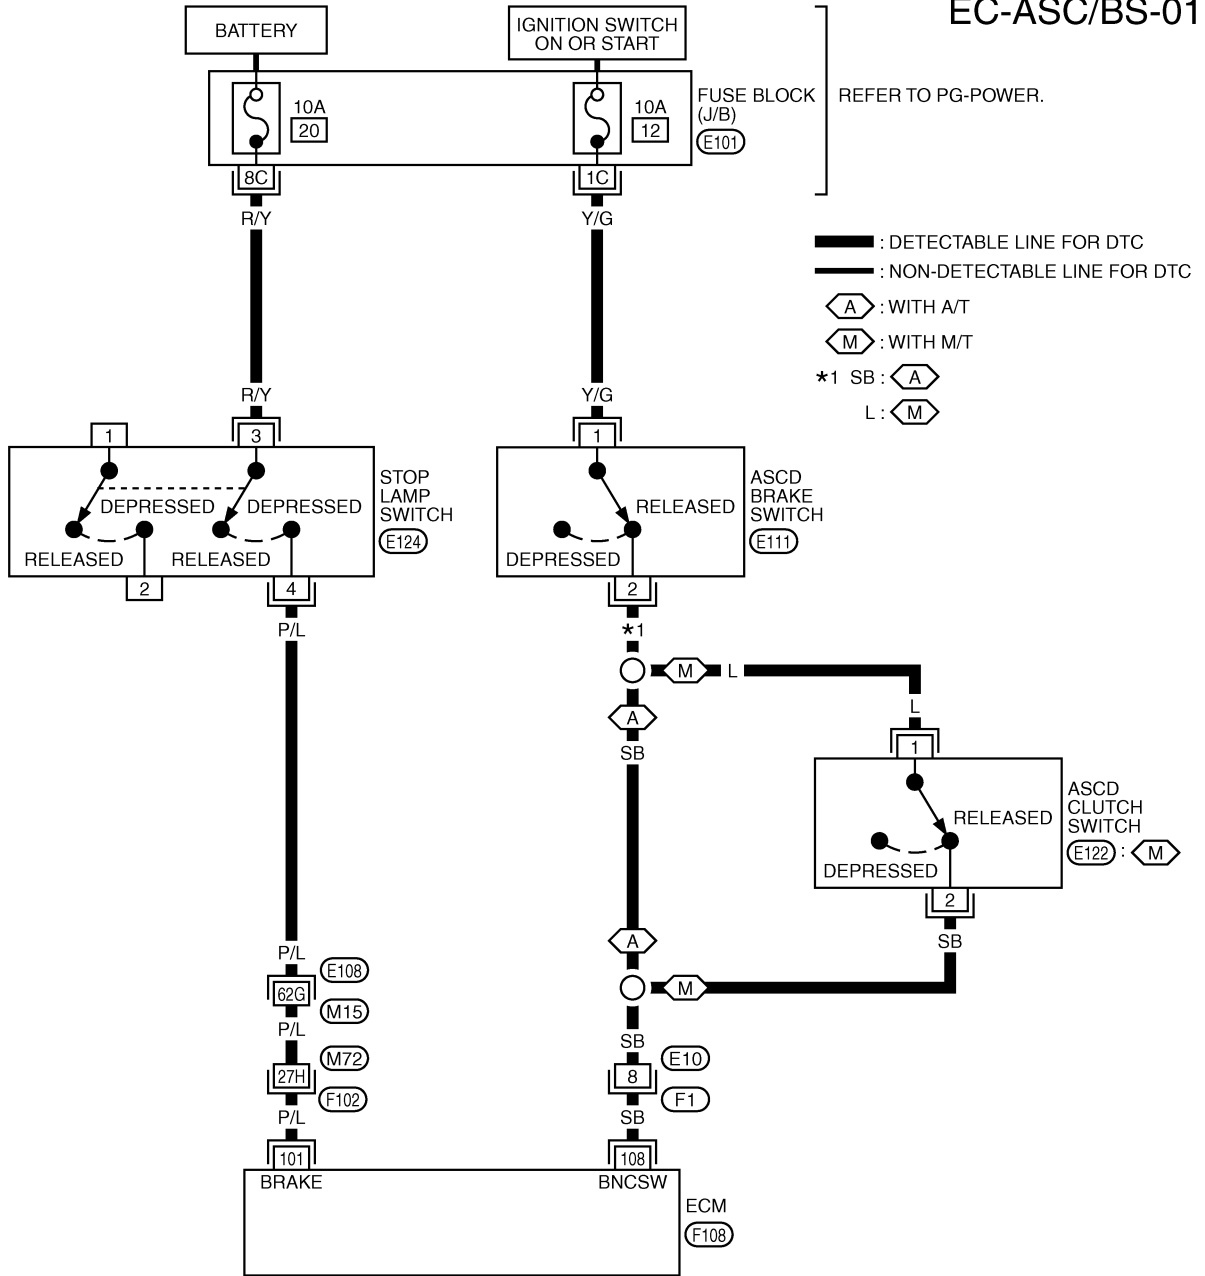 EC-ASC/BS-01
BATTERY
IGNITION SWITCH
ON OR START
10A
20
10A
12
FUSE BLOCK
(J/B)
E101
REFER TO PG-POWER.
8C
1C
R/Y
Y/G
: DETECTABLE LINE FOR DTC
: NON-DETECTABLE LINE FOR DTC
A : WITH A/T
M : WITH M/T
*1 SB : A
L : M
R/Y
Y/G
1
3
1
DEPRESSED
DEPRESSED
RELEASED
RELEASED
STOP
LAMP
SWITCH
E124
RELEASED
DEPRESSED
ASCD
BRAKE
SWITCH
E111
2
4
2
P/L
*1
M
L
A
SB
L
1
RELEASED
DEPRESSED
ASCD
CLUTCH
SWITCH
E122 : M
2
SB
A
M
P/L
E108
62G
M15
P/L
M72
27H
F102
P/L
SB
E10
8
F1
SB
101
108
BRAKE
BNCSW
ECM
F108